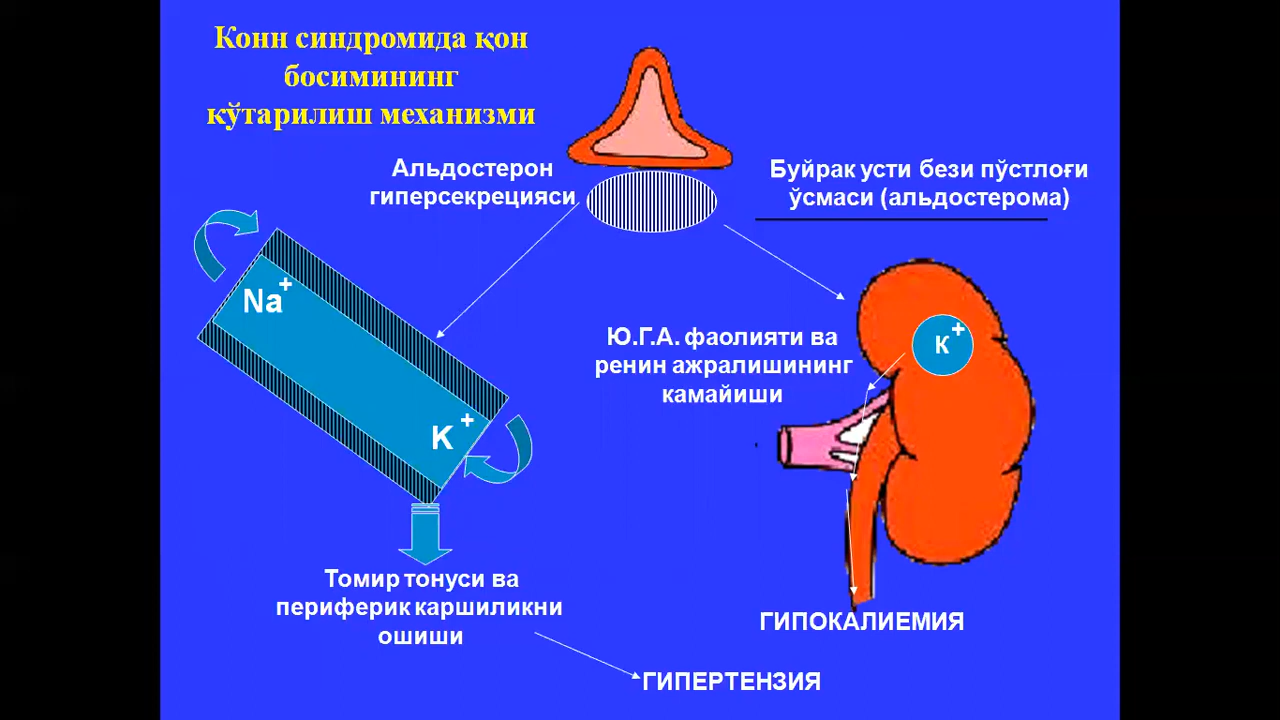 Конн синдромида қон
босимининг
кўтарилиш механизми
Альдостерон
гиперсекрецияси
Буйрак усти бези пўстлоғи
ўсмаси (альдостерома)
Na+
K+
Ю.Г.А. фаолияти ва
ренин ажралишининг
камайиши
К+
Томир тонуси ва
периферик каршиликни
ошиши
ГИПОКАЛИЕМИЯ
ГИПЕРТЕНЗИЯ